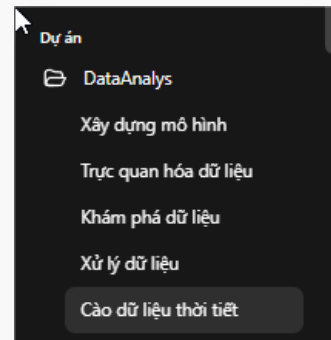 Dự án
DataAnalys
Xây dựng mô hình
Trực quan hóa dữ liệu
Khám phá dữ liệu
Xử lý dữ liệu
Cào dữ liệu thời tiết